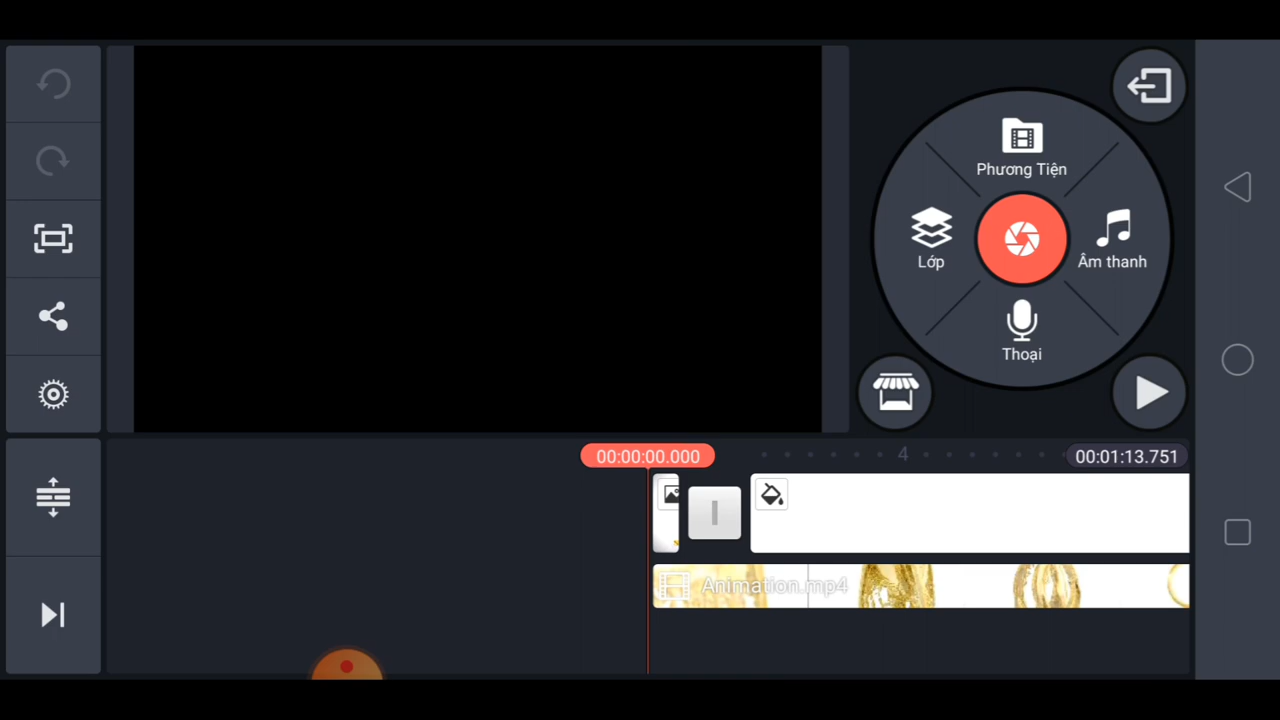 Phương Tiện
Lớp
Âm thanh
Thoại
00:00:00.000
4
00:01:13.751
Animation.mp4